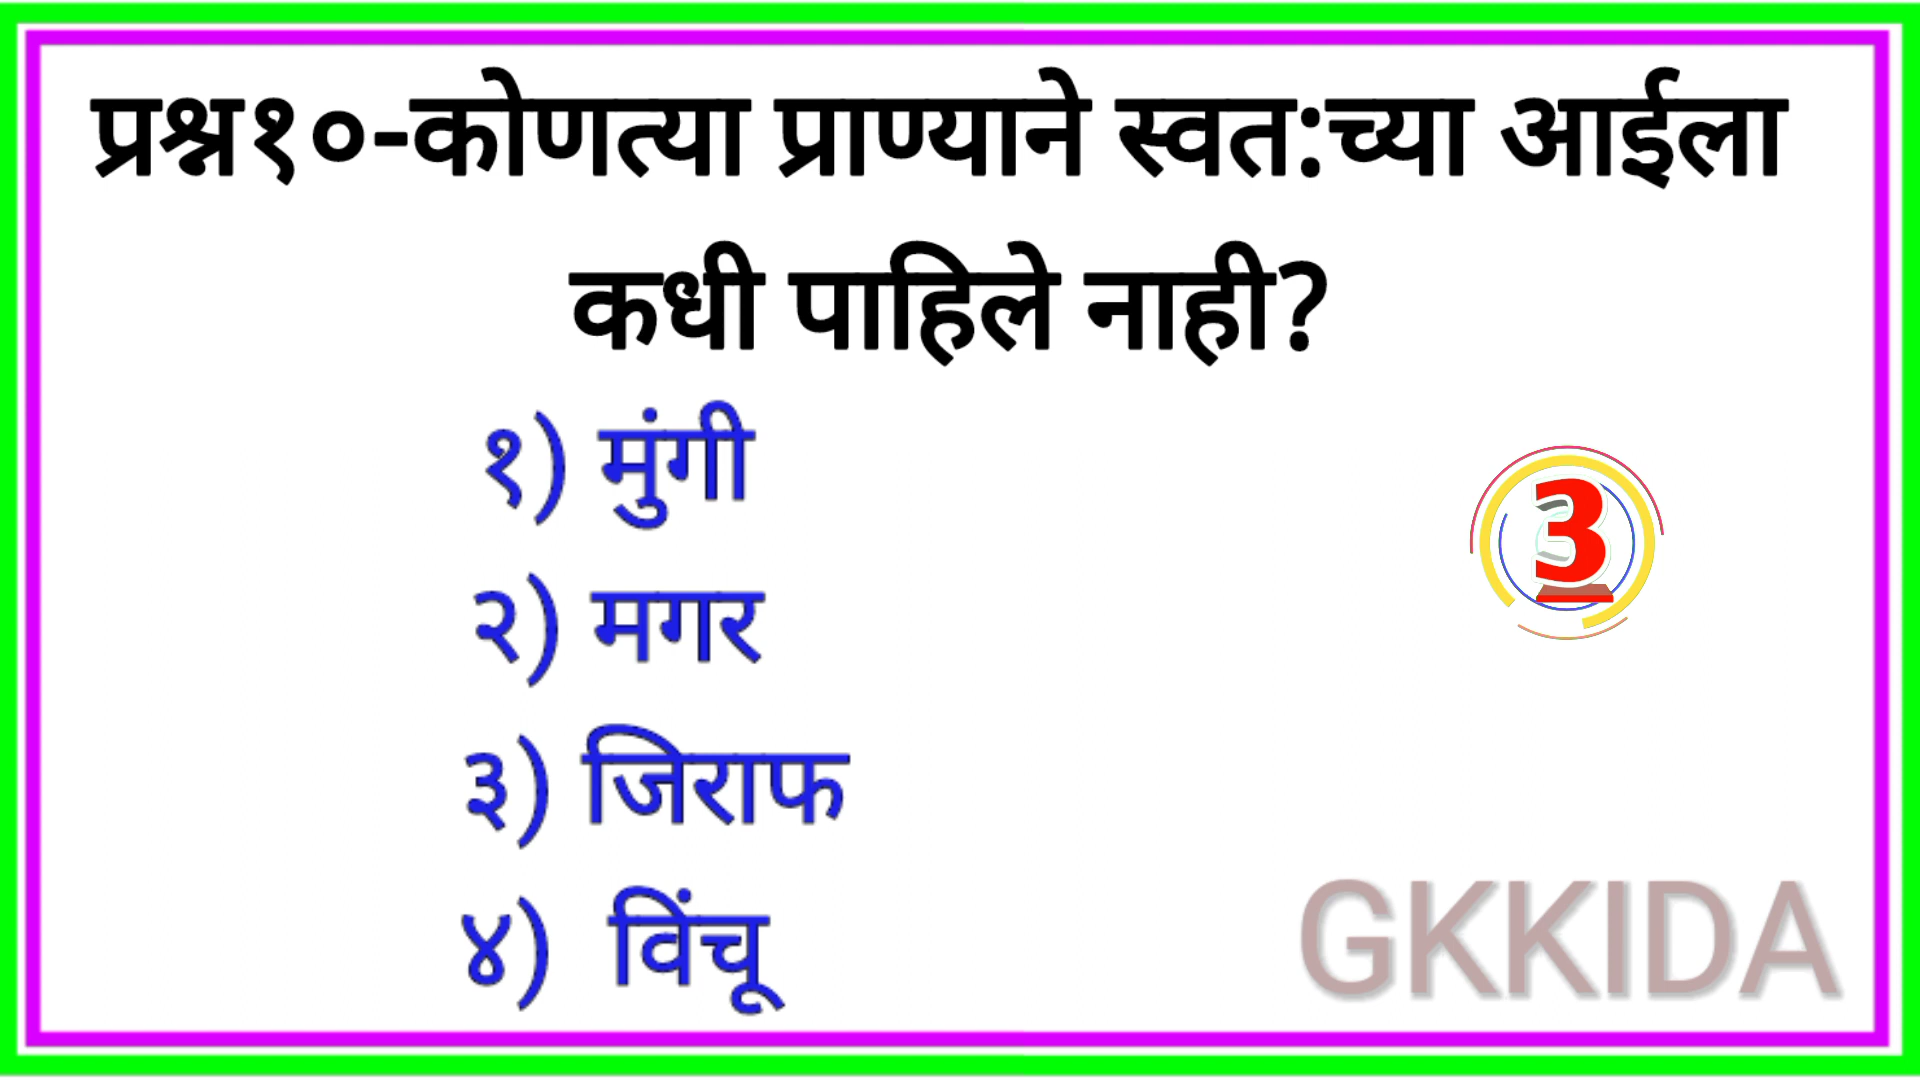 प्रश्न१०-कोणत्या प्राण्याने स्वत:च्या आईला
कधी पाहिले नाही?
१) मुंगी
२) मगर
3
३) जिराफ
४) विंचू
GKKIDA